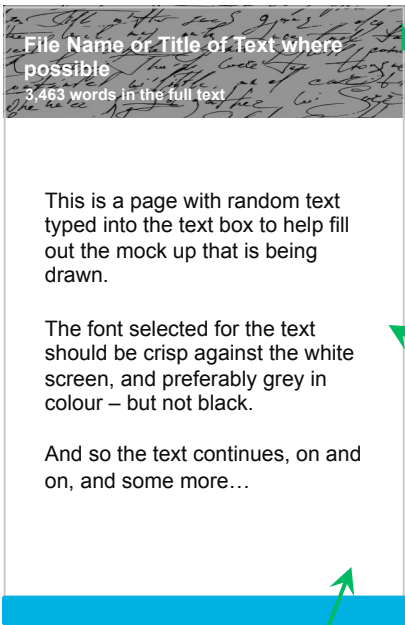 File Name or Title of Text where
possible
3,463 words in the full text
This is a page with random text
typed into the text box to help fill
out the mock up that is being
drawn.
The font selected for the text
should be crisp against the white
screen, and preferably grey in
colour – but not black.
And so the text continues, on and
on, and some more…